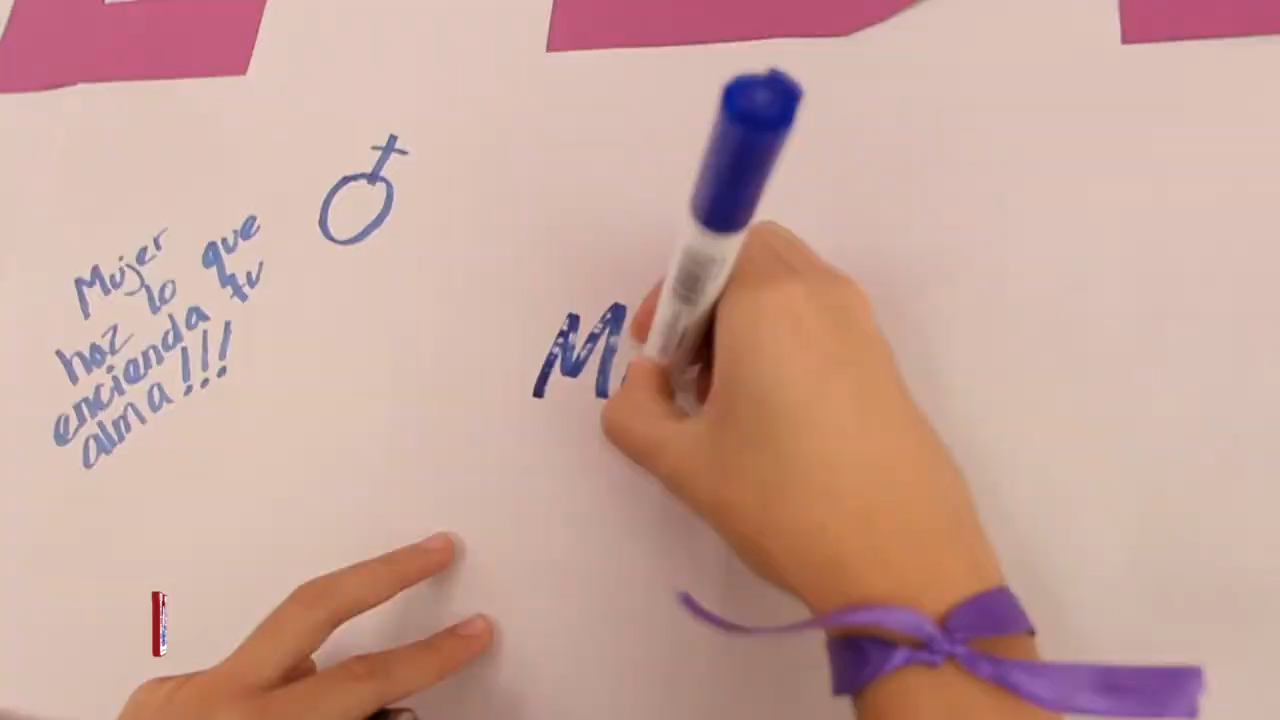 Mujer
haz lo que
encienda tu
alma!!!
M